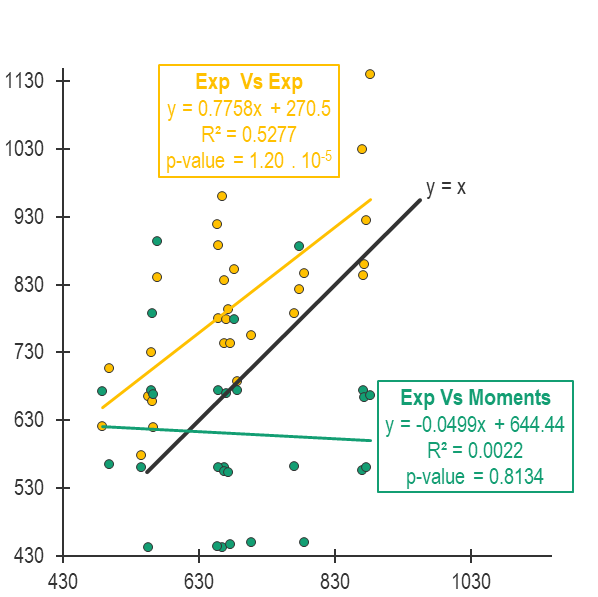 1130
1030
930
830
730
630
530
430
430 630 830 1030
Exp Vs Exp
y = 0.7758x + 270.5
R² = 0.5277
p-value = 1.20 . 10⁻⁵
y = x
Exp Vs Moments
y = -0.0499x + 644.44
R² = 0.0022
p-value = 0.8134